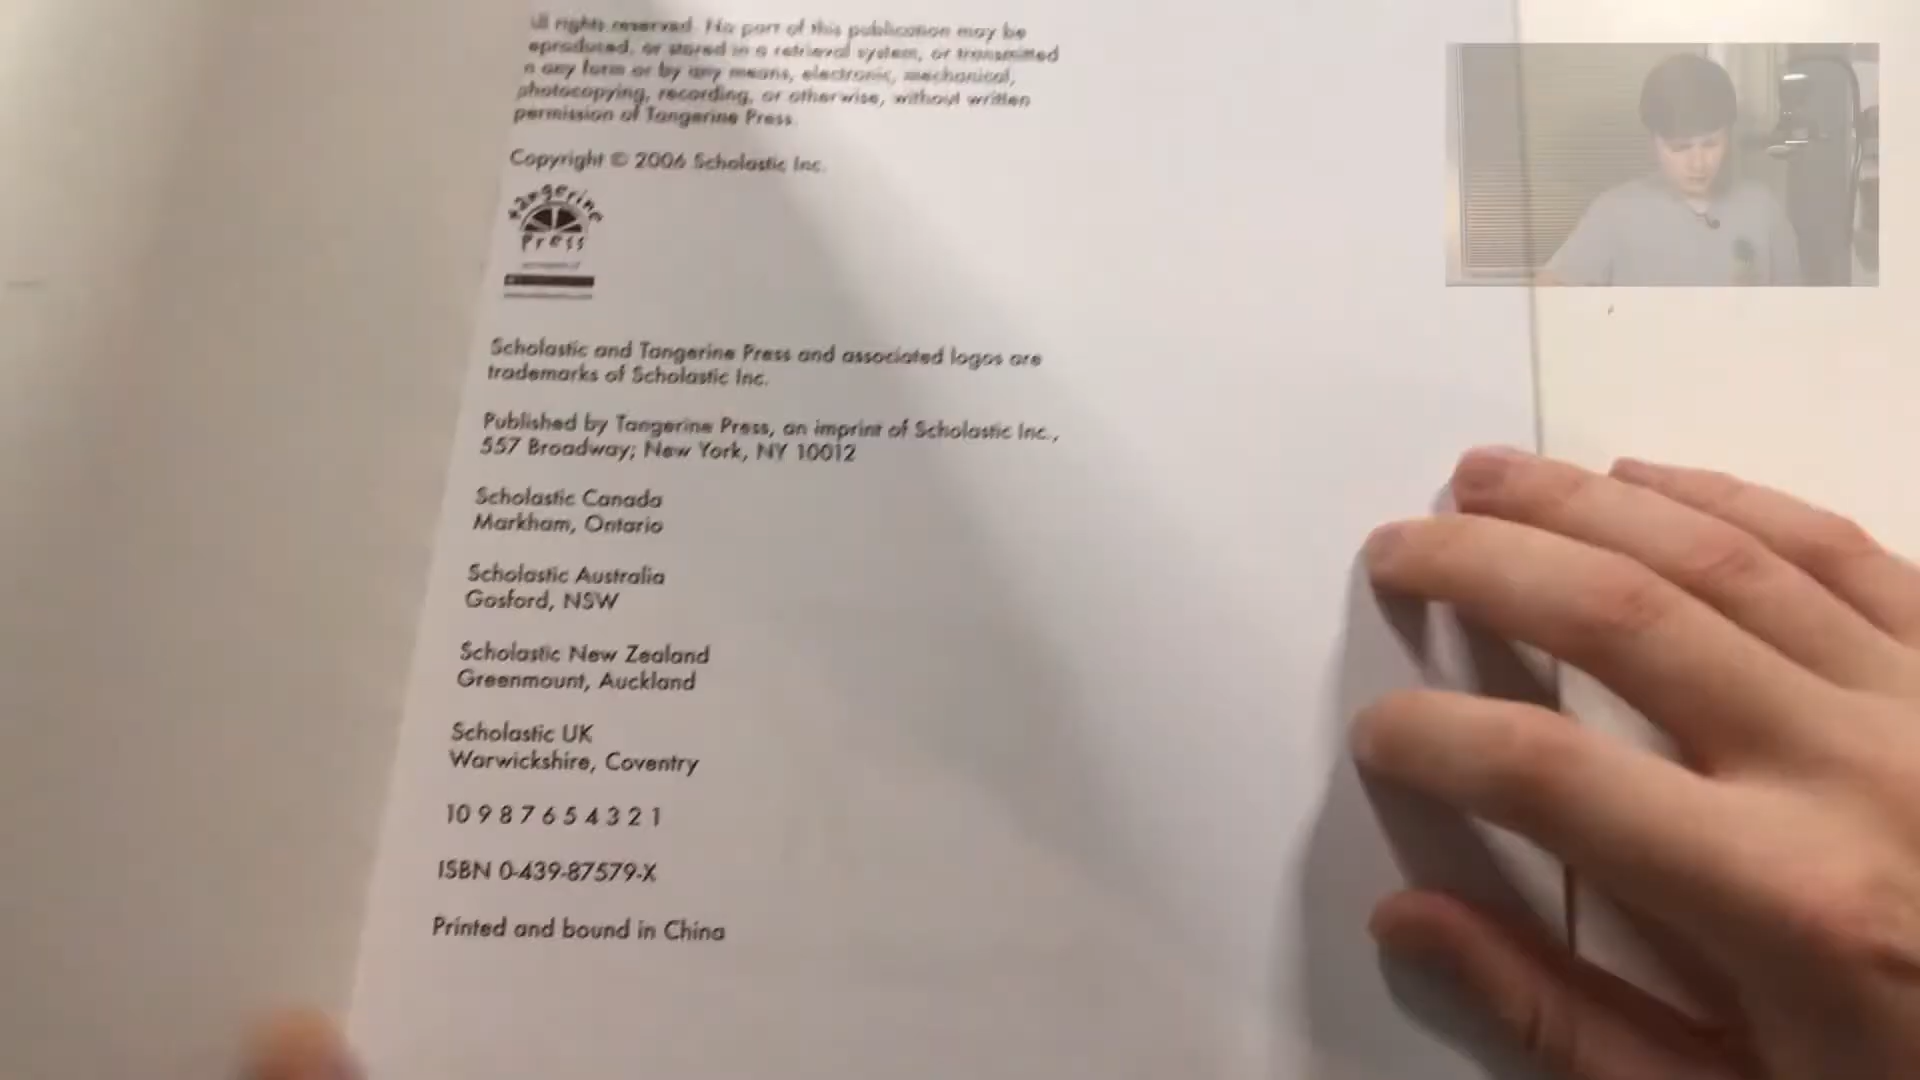 all rights reserved. No part of this publication may be
eproduced, or stored in a retrieval system, or transmitted
n any form or by any means, electronic, mechanical,
photocopying, recording, or otherwise, without written
permission of Tangerine Press.
Copyright © 2006 Scholastic Inc.
tangerine
Press
Scholastic and Tangerine Press and associated logos are
trademarks of Scholastic Inc.
Published by Tangerine Press, an imprint of Scholastic Inc.,
557 Broadway; New York, NY 10012
Scholastic Canada
Markham, Ontario
Scholastic Australia
Gosford, NSW
Scholastic New Zealand
Greenmount, Auckland
Scholastic UK
Warwickshire, Coventry
10 9 8 7 6 5 4 3 2 1
ISBN 0-439-87579-X
Printed and bound in China